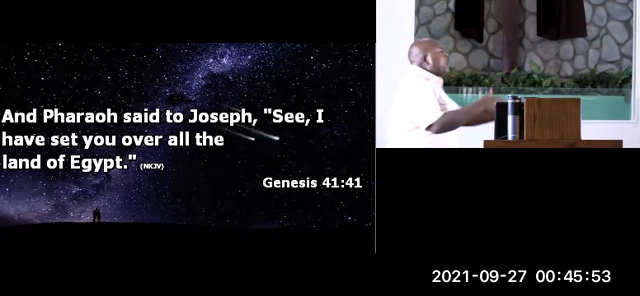 And Pharaoh said to Joseph, "See, I
have set you over all the
land of Egypt." (NKJV)
Genesis 41:41
2021-09-27 00:45:53